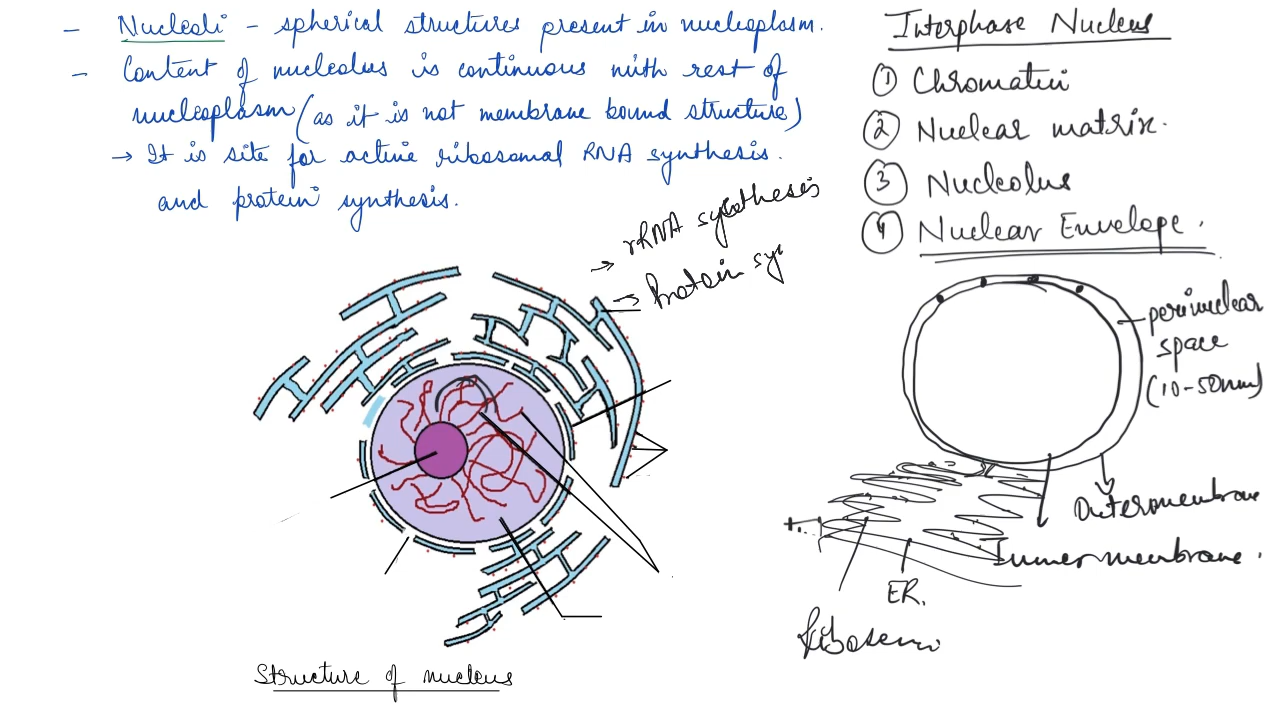 - Nucleoli - spherical structures present in nucleoplasm.
- Content of nucleolus is continuous with rest of
nucleoplasm (as it is not membrane bound structure)
→ It is site for active ribosomal RNA synthesis.
and protein synthesis.
→ rRNA synthesis
→ Protein sy
Structure of nucleus
Interphase Nucleus
① Chromatin
② Nuclear matrix.
③ Nucleolus
④ Nuclear Envelope.
perinuclear
space
(10-50nm)
Outermembrane
Innermembrane.
ER.